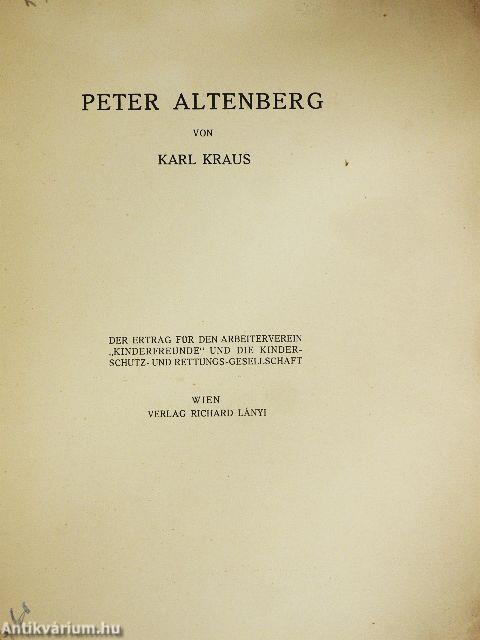 PETER ALTENBERG
VON
KARL KRAUS
DER ERTRAG FÜR DEN ARBEITERVEREIN
„KINDERFREUNDE“ UND DIE KINDER-
SCHUTZ- UND RETTUNGS-GESELLSCHAFT
WIEN
VERLAG RICHARD LÁNYI
Antikvárium.hu